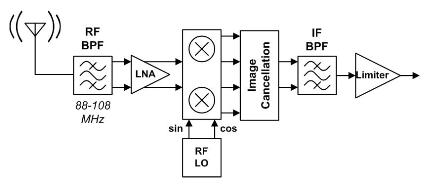 RF
BPF
88-108
MHz
LNA
sin
cos
RF
LO
Image
Cancellation
IF
BPF
Limiter